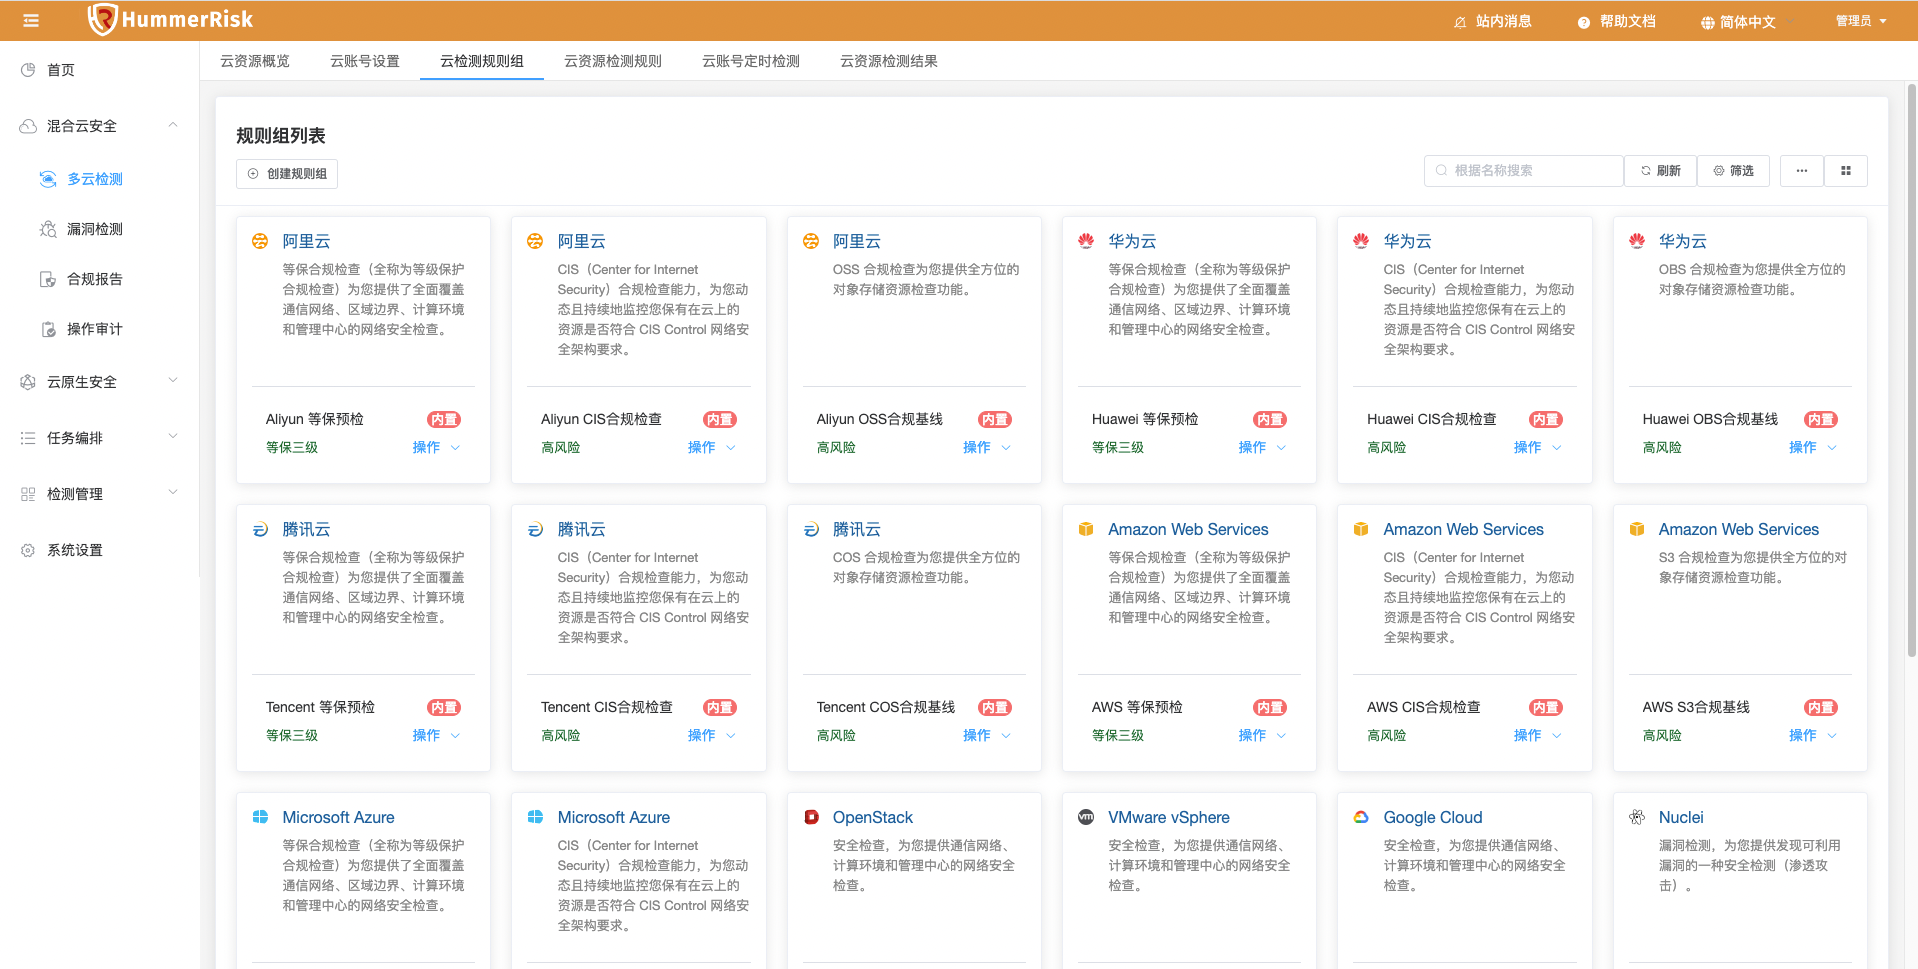 HummerRisk
站内消息
帮助文档
简体中文
管理员
首页
混合云安全
多云检测
漏洞检测
合规报告
操作审计
云原生安全
任务编排
检测管理
系统设置
云资源概览
云账号设置
云检测规则组
云资源检测规则
云账号定时检测
云资源检测结果
规则组列表
创建规则组
根据名称搜索
刷新
筛选
阿里云
等保合规检查（全称为等级保护
合规检查）为您提供了全面覆盖
通信网络、区域边界、计算环境
和管理中心的网络安全检查。
Aliyun 等保预检
内置
等保三级
操作
阿里云
CIS（Center for Internet
Security）合规检查能力，为您动
态且持续地监控您保有在云上的
资源是否符合 CIS Control 网络安
全架构要求。
Aliyun CIS合规检查
内置
高风险
操作
阿里云
OSS 合规检查为您提供全方位的
对象存储资源检查功能。
Aliyun OSS合规基线
内置
高风险
操作
华为云
等保合规检查（全称为等级保护
合规检查）为您提供了全面覆盖
通信网络、区域边界、计算环境
和管理中心的网络安全检查。
Huawei 等保预检
内置
等保三级
操作
华为云
CIS（Center for Internet
Security）合规检查能力，为您动
态且持续地监控您保有在云上的
资源是否符合 CIS Control 网络安
全架构要求。
Huawei CIS合规检查
内置
高风险
操作
华为云
OBS 合规检查为您提供全方位的
对象存储资源检查功能。
Huawei OBS合规基线
内置
高风险
操作
腾讯云
等保合规检查（全称为等级保护
合规检查）为您提供了全面覆盖
通信网络、区域边界、计算环境
和管理中心的网络安全检查。
Tencent 等保预检
内置
等保三级
操作
腾讯云
CIS（Center for Internet
Security）合规检查能力，为您动
态且持续地监控您保有在云上的
资源是否符合 CIS Control 网络安
全架构要求。
Tencent CIS合规检查
内置
高风险
操作
腾讯云
COS 合规检查为您提供全方位的
对象存储资源检查功能。
Tencent COS合规基线
内置
高风险
操作
Amazon Web Services
等保合规检查（全称为等级保护
合规检查）为您提供了全面覆盖
通信网络、区域边界、计算环境
和管理中心的网络安全检查。
AWS 等保预检
内置
等保三级
操作
Amazon Web Services
CIS（Center for Internet
Security）合规检查能力，为您动
态且持续地监控您保有在云上的
资源是否符合 CIS Control 网络安
全架构要求。
AWS CIS合规检查
内置
高风险
操作
Amazon Web Services
S3 合规检查为您提供全方位的对
象存储资源检查功能。
AWS S3合规基线
内置
高风险
操作
Microsoft Azure
等保合规检查（全称为等级保护
合规检查）为您提供了全面覆盖
通信网络、区域边界、计算环境
和管理中心的网络安全检查。
Microsoft Azure
CIS（Center for Internet
Security）合规检查能力，为您动
态且持续地监控您保有在云上的
资源是否符合 CIS Control 网络安
全架构要求。
OpenStack
安全检查，为您提供通信网络、
计算环境和管理中心的网络安全
检查。
vm
VMware vSphere
安全检查，为您提供通信网络、
计算环境和管理中心的网络安全
检查。
Google Cloud
安全检查，为您提供通信网络、
计算环境和管理中心的网络安全
检查。
Nuclei
漏洞检测，为您提供发现可利用
漏洞的一种安全检测（渗透攻
击）。